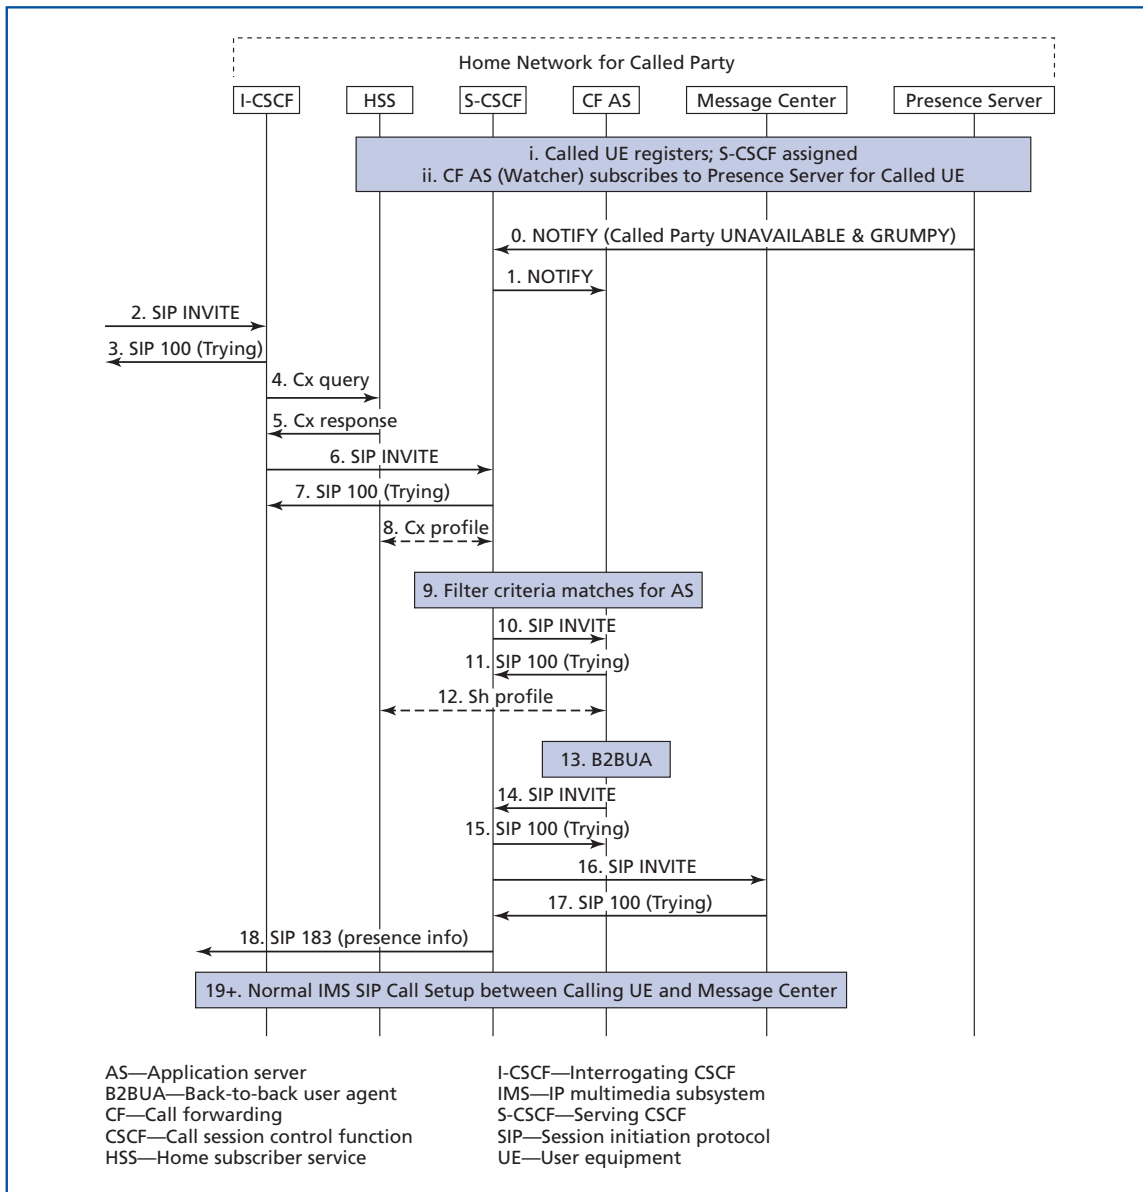 Home Network for Called Party
I-CSCF
HSS
S-CSCF
CF AS
Message Center
Presence Server
i. Called UE registers; S-CSCF assigned
ii. CF AS (Watcher) subscribes to Presence Server for Called UE
0. NOTIFY (Called Party UNAVAILABLE & GRUMPY)
1. NOTIFY
2. SIP INVITE
3. SIP 100 (Trying)
4. Cx query
5. Cx response
6. SIP INVITE
7. SIP 100 (Trying)
8. Cx profile
9. Filter criteria matches for AS
10. SIP INVITE
11. SIP 100 (Trying)
12. Sh profile
13. B2BUA
14. SIP INVITE
15. SIP 100 (Trying)
16. SIP INVITE
17. SIP 100 (Trying)
18. SIP 183 (presence info)
19+. Normal IMS SIP Call Setup between Calling UE and Message Center
AS—Application server
B2BUA—Back-to-back user agent
CF—Call forwarding
CSCF—Call session control function
HSS—Home subscriber service
I-CSCF—Interrogating CSCF
IMS—IP multimedia subsystem
S-CSCF—Serving CSCF
SIP—Session initiation protocol
UE—User equipment